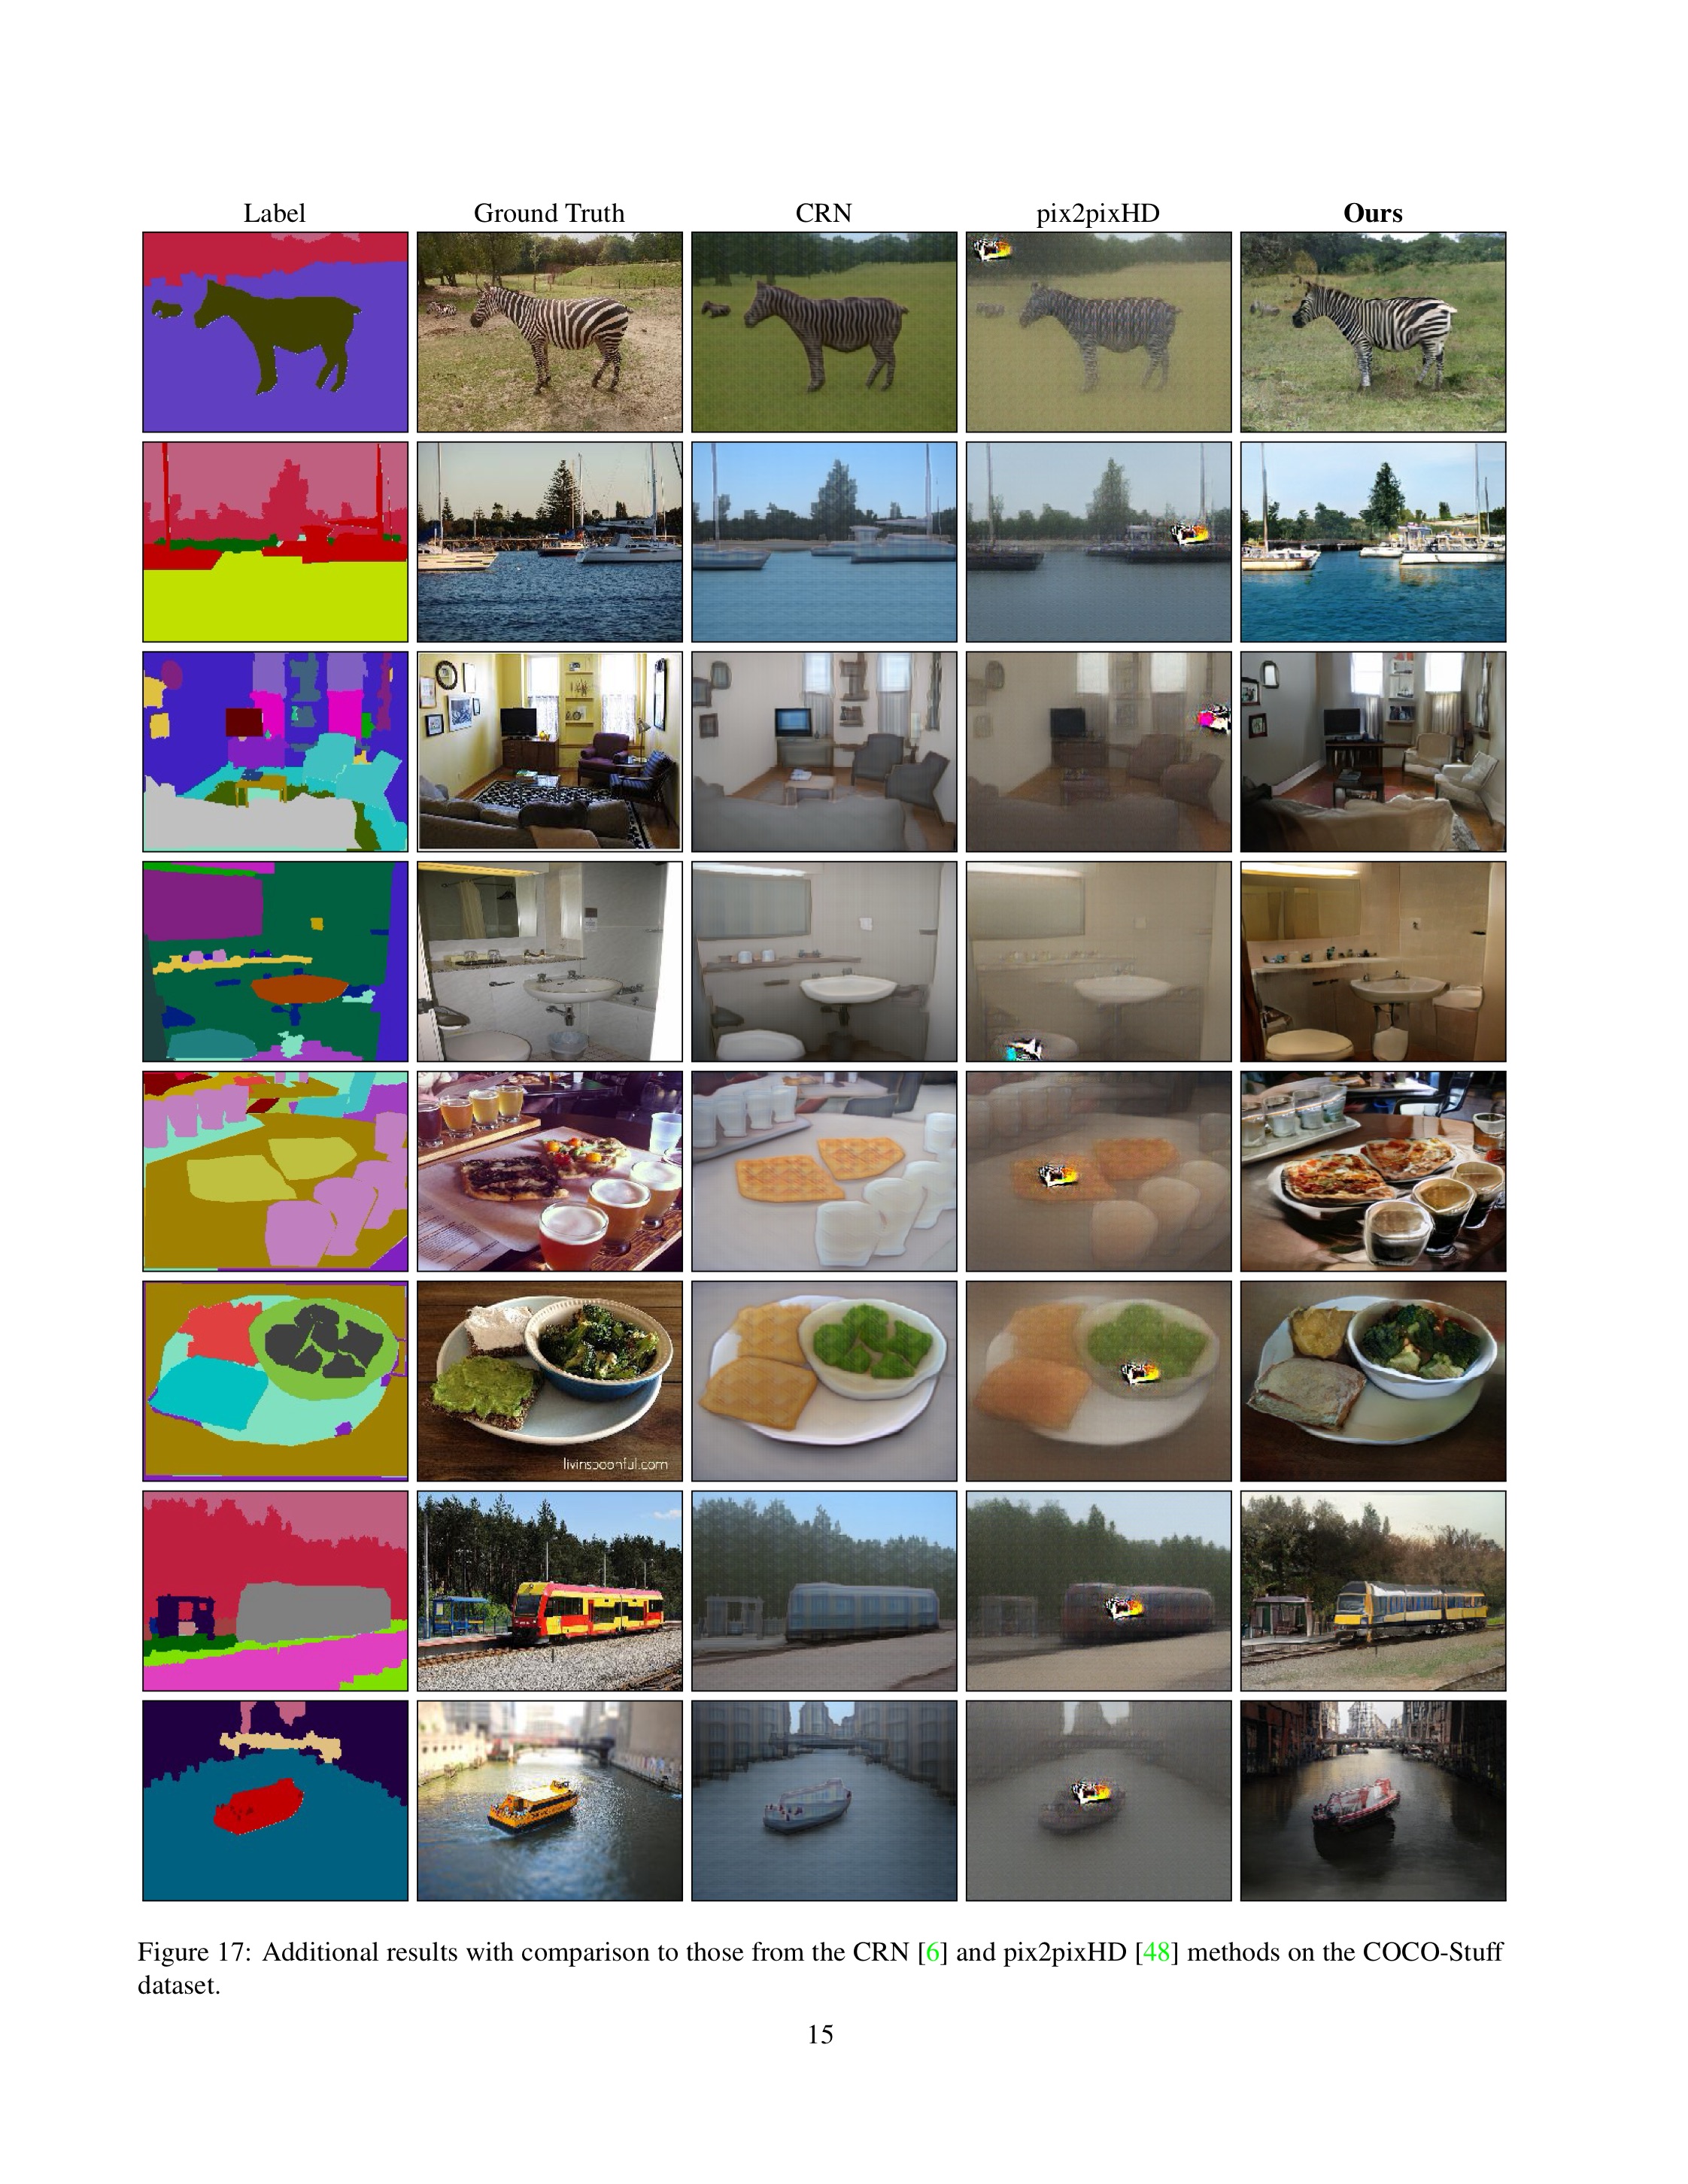 Label Ground Truth CRN pix2pixHD Ours
livinspoonful.com
Figure 17: Additional results with comparison to those from the CRN [6] and pix2pixHD [48] methods on the COCO-Stuff
dataset.
15